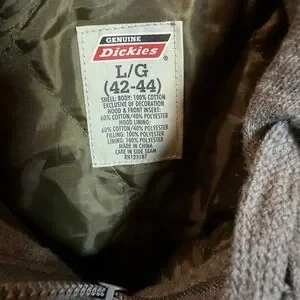 GENUINE
Dickies
L/G
(42-44)
SHELL: BODY: 100% COTTON
EXCLUSIVE OF DECORATION
HOOD & FRONT INSERT:
60% COTTON/40% POLYESTER
HOOD LINING:
60% COTTON/40% POLYESTER
FILLING: 100% POLYESTER
LINING: 100% POLYESTER
MADE IN CHINA
CARE IN SIDE SEAM
RN123187